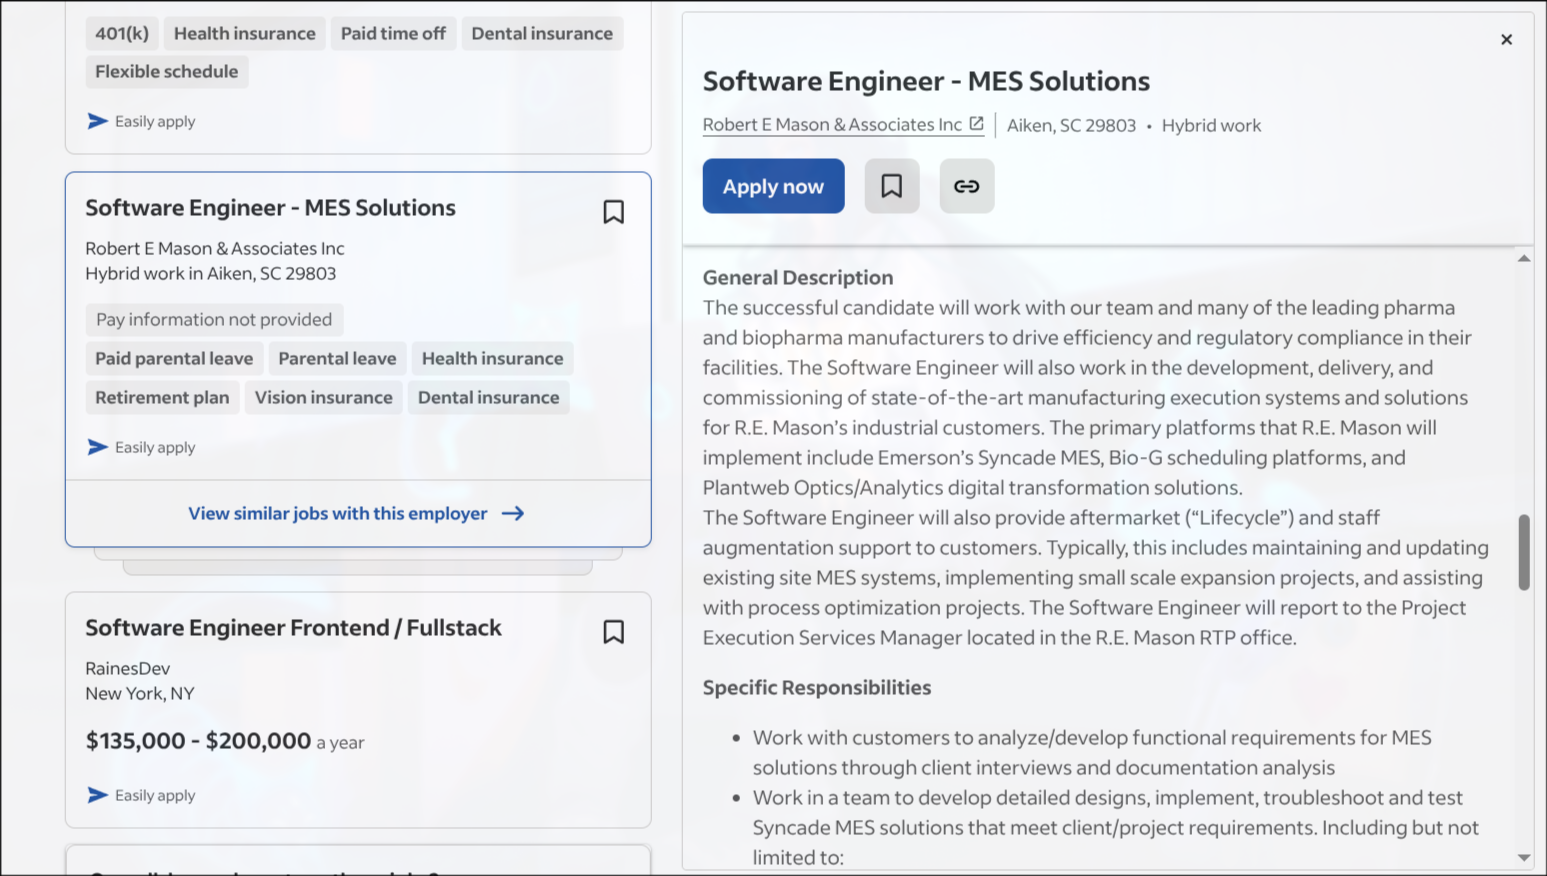 401(k) Health insurance Paid time off Dental insurance
Flexible schedule
Easily apply
Software Engineer - MES Solutions
Robert E Mason & Associates Inc
Hybrid work in Aiken, SC 29803
Pay information not provided
Paid parental leave Parental leave Health insurance
Retirement plan Vision insurance Dental insurance
Easily apply
View similar jobs with this employer
Software Engineer Frontend / Fullstack
RainesDev
New York, NY
$135,000 - $200,000 a year
Easily apply
Software Engineer - MES Solutions
Robert E Mason & Associates Inc Aiken, SC 29803 • Hybrid work
Apply now
General Description
The successful candidate will work with our team and many of the leading pharma
and biopharma manufacturers to drive efficiency and regulatory compliance in their
facilities. The Software Engineer will also work in the development, delivery, and
commissioning of state-of-the-art manufacturing execution systems and solutions
for R.E. Mason’s industrial customers. The primary platforms that R.E. Mason will
implement include Emerson’s Syncade MES, Bio-G scheduling platforms, and
Plantweb Optics/Analytics digital transformation solutions.
The Software Engineer will also provide aftermarket (“Lifecycle”) and staff
augmentation support to customers. Typically, this includes maintaining and updating
existing site MES systems, implementing small scale expansion projects, and assisting
with process optimization projects. The Software Engineer will report to the Project
Execution Services Manager located in the R.E. Mason RTP office.
Specific Responsibilities
• Work with customers to analyze/develop functional requirements for MES
solutions through client interviews and documentation analysis
• Work in a team to develop detailed designs, implement, troubleshoot and test
Syncade MES solutions that meet client/project requirements. Including but not
limited to: